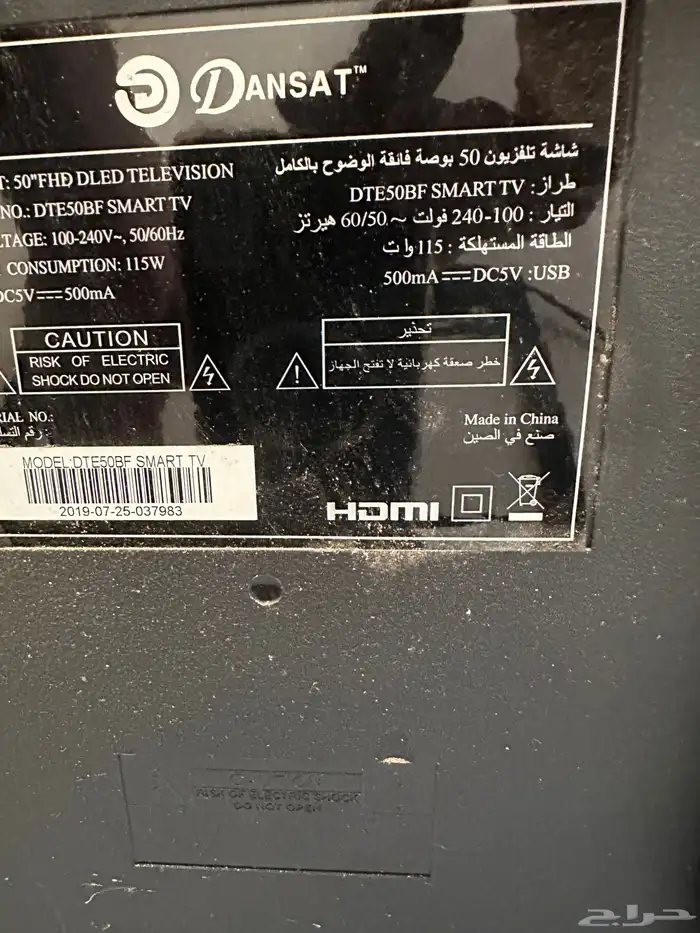 DANSAT™
T: 50"FHD DLED TELEVISION
NO.: DTE50BF SMART TV
LTAGE: 100-240V~, 50/60Hz
CONSUMPTION: 115W
DC5V⎓500mA
شاشة تلفزيون 50 بوصة فائقة الوضوح بالكامل
طراز: DTE50BF SMART TV
التيار : 100-240 فولت ~ 60/50 هيرتز
الطاقة المستهلكة : 115 وات
500mA⎓DC5V :USB
CAUTION
RISK OF ELECTRIC
SHOCK DO NOT OPEN
تحذير
خطر صعقة كهربائية لا تفتح الجهاز
IAL NO.:
رقم التسل
Made in China
صنع في الصين
MODEL:DTE50BF SMART TV
2019-07-25-037983
HDMI
CAUTION
RISK OF ELECTRIC SHOCK
DO NOT OPEN
حراج